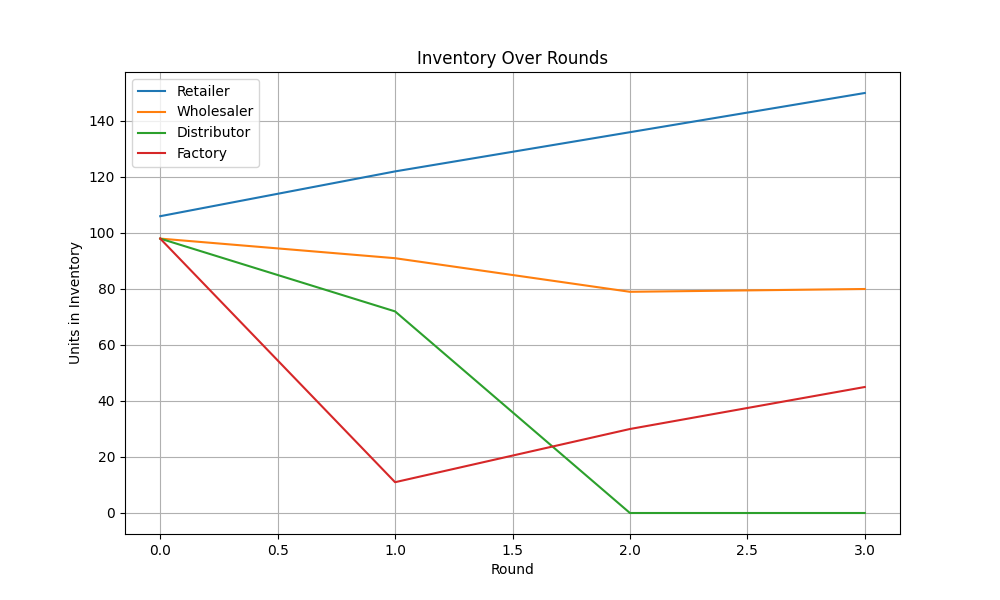 Inventory Over Rounds
Retailer
Wholesaler
Distributor
Factory
Units in Inventory
140
120
100
80
60
40
20
0
0.0 0.5 1.0 1.5 2.0 2.5 3.0
Round